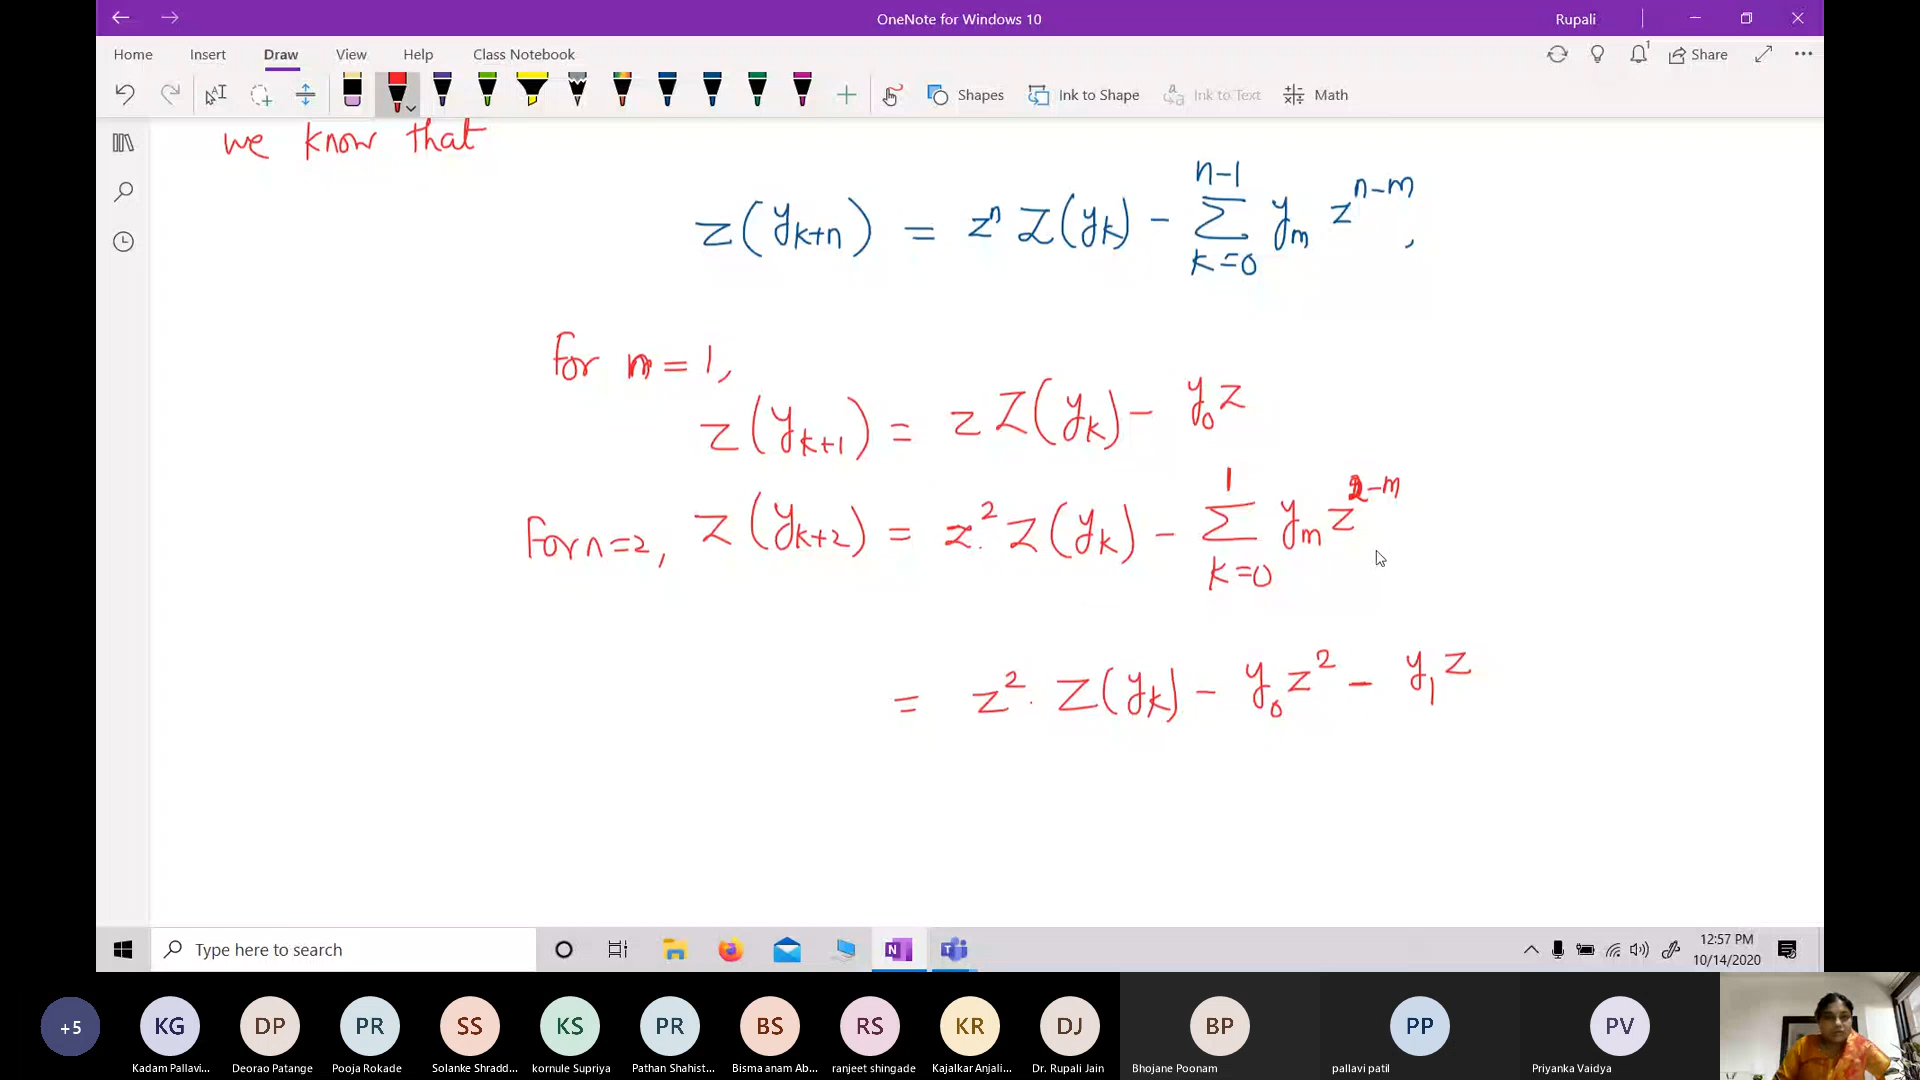 OneNote for Windows 10
Rupali
Home Insert Draw View Help Class Notebook
1 Share
Shapes Ink to Shape Ink to Text Math
we know that
z(y_{k+n}) = z^n Z(y_k) - \sum_{k=0}^{n-1} y_m z^{n-m},
for m = 1,
z(y_{k+1}) = z Z(y_k) - y_0 z
For n=2, z(y_{k+2}) = z^2. Z(y_k) - \sum_{k=0}^{1} y_m z^{2-m}
= z^2. Z(y_k) - y_0 z^2 - y_1 z
Type here to search
12:57 PM
10/14/2020
+5 KG DP PR SS KS PR BS RS KR DJ BP PP PV
Kadam Pallavi... Deorao Patange Pooja Rokade Solanke Shradd... kornule Supriya Pathan Shahist... Bisma anam Ab... ranjeet shingade Kajalkar Anjali... Dr. Rupali Jain Bhojane Poonam pallavi patil Priyanka Vaidya